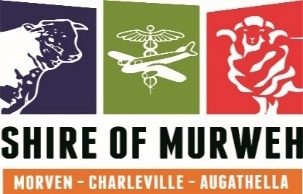 SHIRE OF MURWEH
MORVEN - CHARLEVILLE - AUGATHELLA